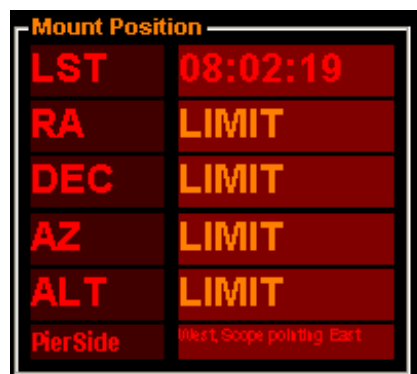 Mount Position
LST 08:02:19
RA LIMIT
DEC LIMIT
AZ LIMIT
ALT LIMIT
PierSide West, Scope pointing East